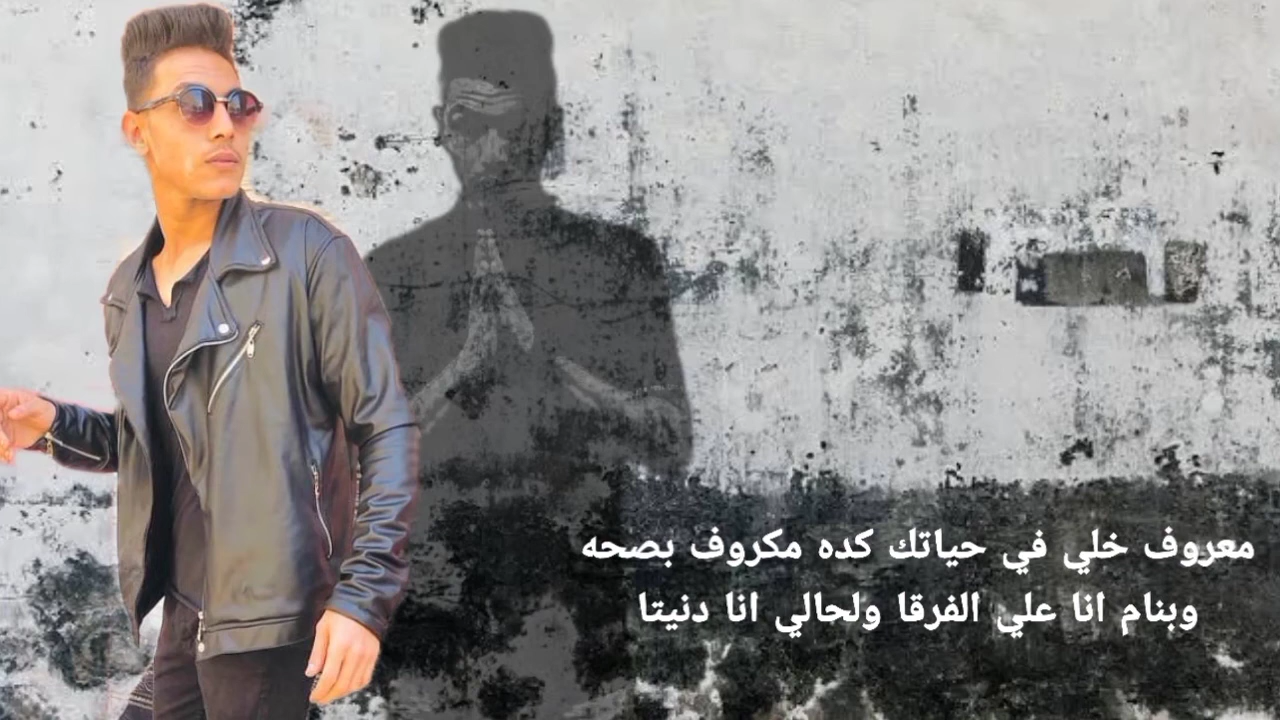 معروف خلي في حياتك كده مكروف بصحه
وبنام انا علي الفرقا ولحالي انا دنيتا